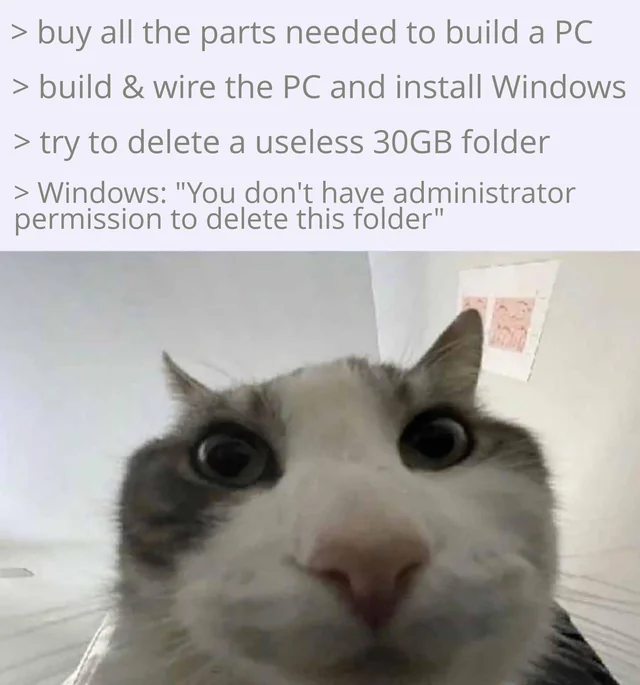 > buy all the parts needed to build a PC
> build & wire the PC and install Windows
> try to delete a useless 30GB folder
> Windows: "You don't have administrator
permission to delete this folder"